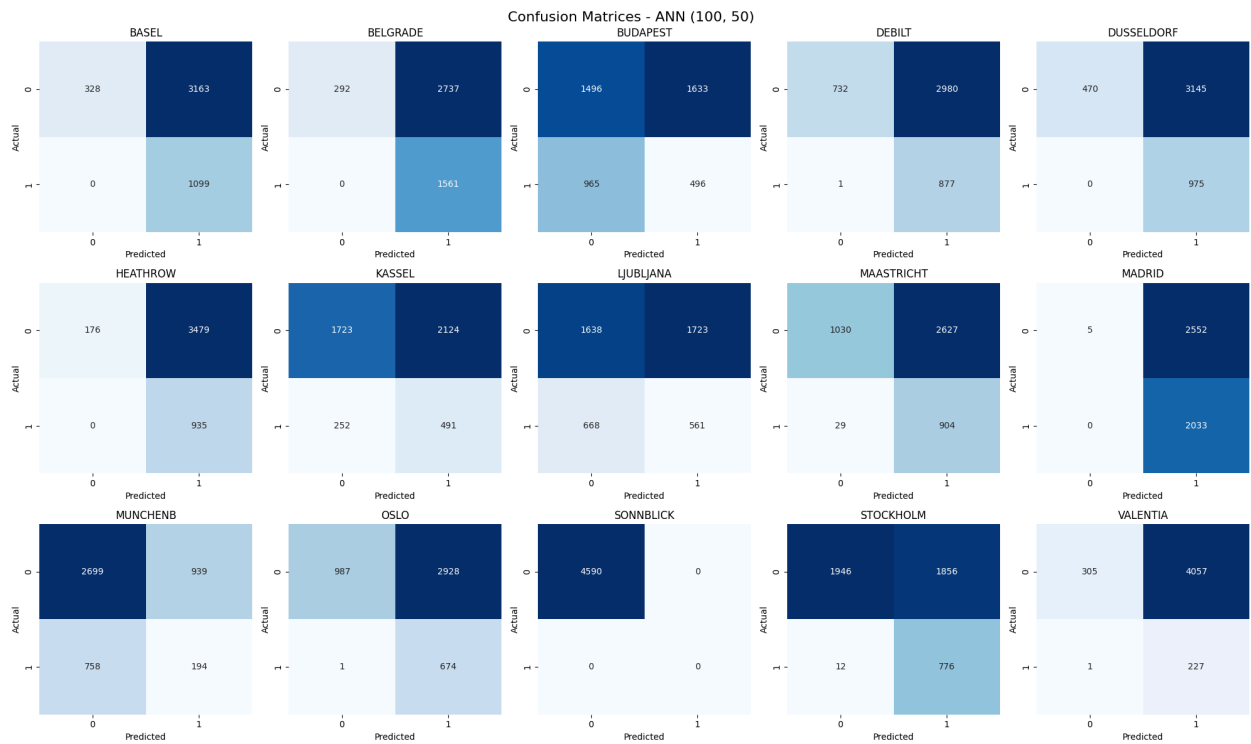 Confusion Matrices - ANN (100, 50)
BASEL BELGRADE BUDAPEST DEBILT DUSSELDORF
Actual 0 328 3163 Actual 0 292 2737 Actual 0 1496 1633 Actual 0 732 2980 Actual 0 470 3145
1 0 1099 1 0 1561 1 965 496 1 1 877 1 0 975
0 1 0 1 0 1 0 1 0 1
Predicted Predicted Predicted Predicted Predicted
HEATHROW KASSEL LJUBLJANA MAASTRICHT MADRID
Actual 0 176 3479 Actual 0 1723 2124 Actual 0 1638 1723 Actual 0 1030 2627 Actual 0 5 2552
1 0 935 1 252 491 1 668 561 1 29 904 1 0 2033
0 1 0 1 0 1 0 1 0 1
Predicted Predicted Predicted Predicted Predicted
MUNCHENB OSLO SONNBLICK STOCKHOLM VALENTIA
Actual 0 2699 939 Actual 0 987 2928 Actual 0 4590 0 Actual 0 1946 1856 Actual 0 305 4057
1 758 194 1 1 674 1 0 0 1 12 776 1 1 227
0 1 0 1 0 1 0 1 0 1
Predicted Predicted Predicted Predicted Predicted